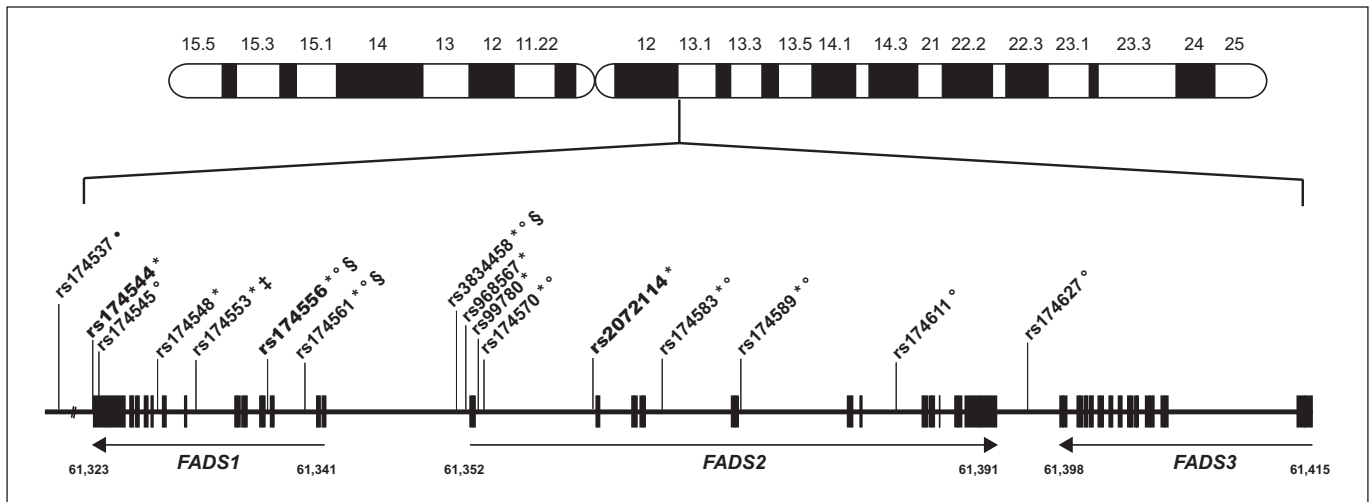 15.5 15.3 15.1 14 13 12 11.22 12 13.1 13.3 13.5 14.1 14.3 21 22.2 22.3 23.1 23.3 24 25
rs174537 •
rs174544 *
rs174545 °
rs174548 *
rs174553 * ‡
rs174556 * ° §
rs174561 * ° §
rs3834458 * ° §
rs968567 *
rs99780 *
rs174570 * °
rs2072114 *
rs174583 * °
rs174589 * °
rs174611 °
rs174627 °
FADS1 FADS2 FADS3
61,323 61,341 61,352 61,391 61,398 61,415